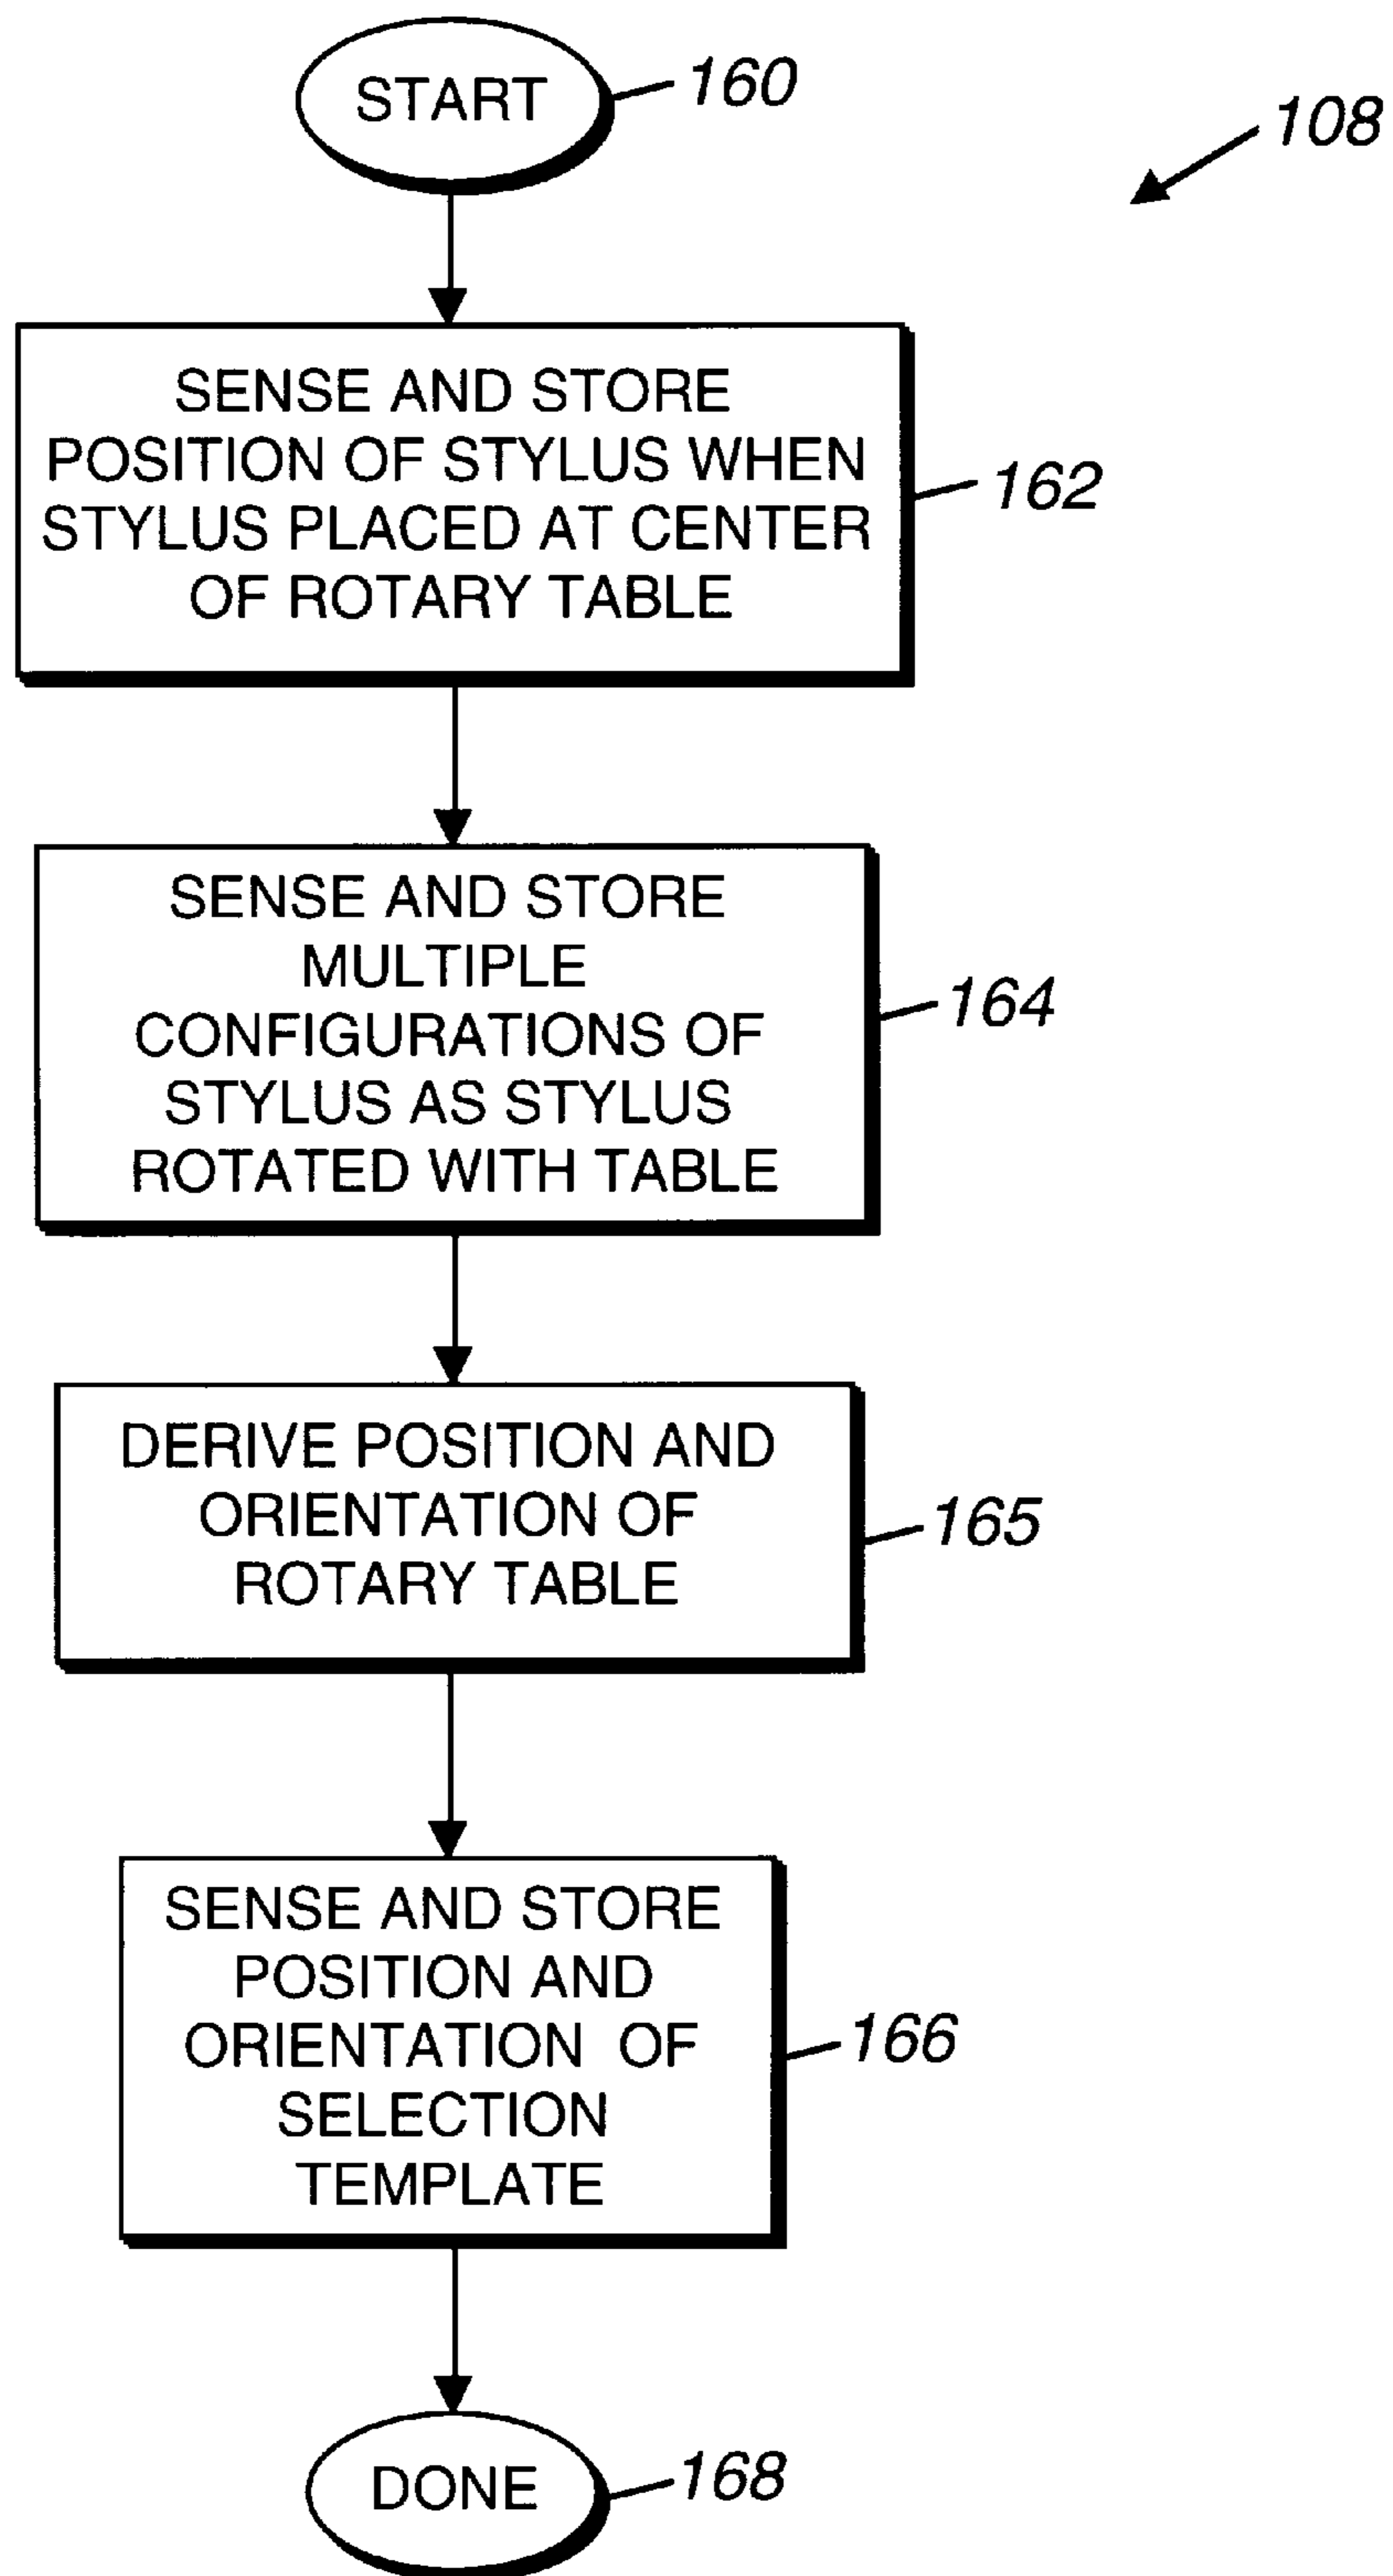 START
160
108
SENSE AND STORE
POSITION OF STYLUS WHEN
STYLUS PLACED AT CENTER
OF ROTARY TABLE
162
SENSE AND STORE
MULTIPLE
CONFIGURATIONS OF
STYLUS AS STYLUS
ROTATED WITH TABLE
164
DERIVE POSITION AND
ORIENTATION OF
ROTARY TABLE
165
SENSE AND STORE
POSITION AND
ORIENTATION OF
SELECTION
TEMPLATE
166
DONE
168